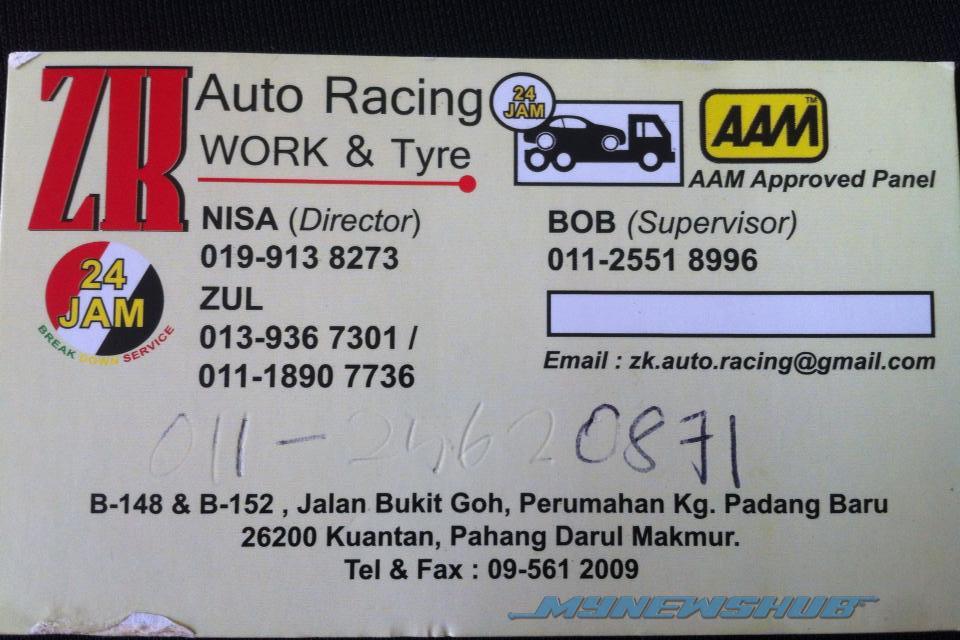 ZK Auto Racing
WORK & Tyre
24
JAM
AAM™
AAM Approved Panel
NISA (Director)
019-913 8273
ZUL
013-936 7301 /
011-1890 7736
24
JAM
BREAK DOWN SERVICE
BOB (Supervisor)
011-2551 8996
Email : zk.auto.racing@gmail.com
011-24620871
B-148 & B-152 , Jalan Bukit Goh, Perumahan Kg. Padang Baru
26200 Kuantan, Pahang Darul Makmur.
Tel & Fax : 09-561 2009
MYNEWSHUB